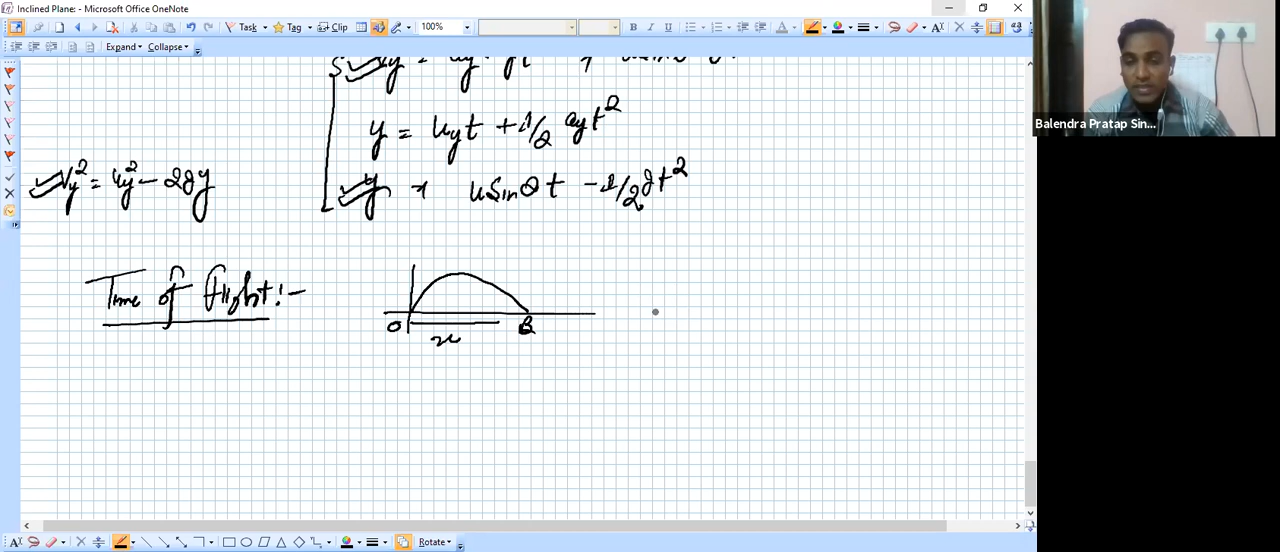 Inclined Plane: - Microsoft Office OneNote
Task
Tag
Clip
100%
B I U
Expand Collapse
Balendra Pratap Sin...
y = uyt + 1/2 ayt²
Vy² = uy² - 2gy
y = u sinθ t - 1/2 gt²
Time of flight:-
O
B
x
Rotate